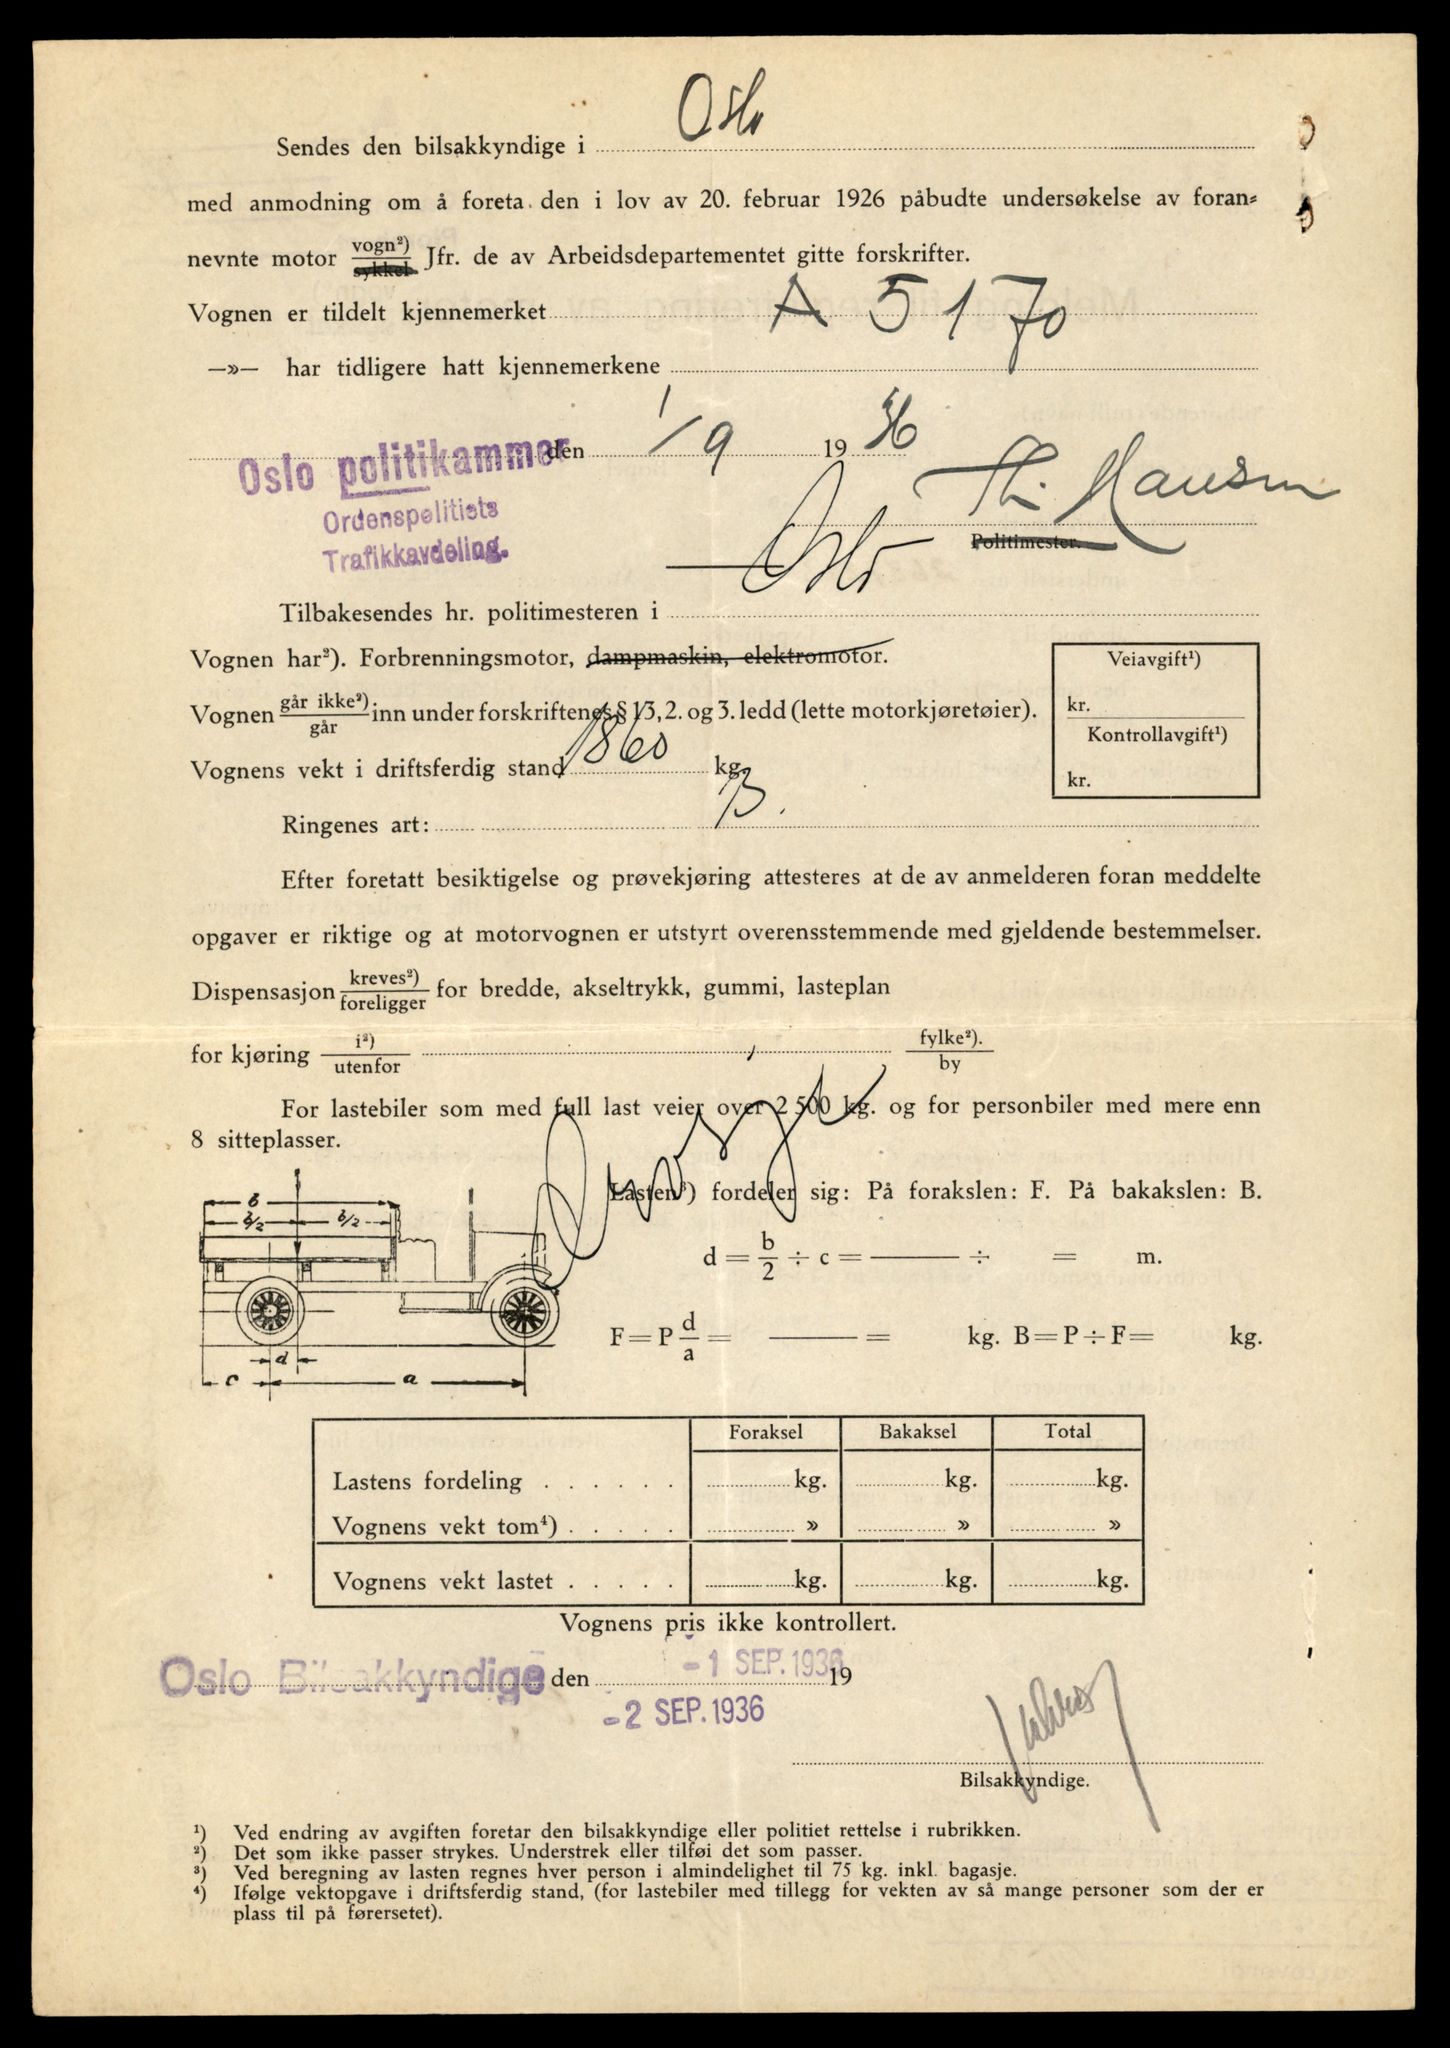 Sendes den bilsakkyndige i Oslo
med anmodning om å foreta den i lov av 20. februar 1926 påbudte undersøkelse av foran=
nevnte motor vogn²) / sykkel Jfr. de av Arbeidsdepartementet gitte forskrifter.
Vognen er tildelt kjennemerket A 5170
—»— har tidligere hatt kjennemerkene
den 1/9 1936
Oslo politikammer
Ordenspolitiets
Trafikkavdeling.
Th. Hansen
Politimester.
Tilbakesendes hr. politimesteren i Oslo
Vognen har²). Forbrenningsmotor, dampmaskin, elektromotor.
Veiavgift¹)
kr.
Kontrollavgift¹)
kr.
Vognen går ikke²) / går inn under forskriftenes § 13, 2. og 3. ledd (lette motorkjøretøier).
Vognens vekt i driftsferdig stand 1860 kg.
Ringenes art: B.
Efter foretatt besiktigelse og prøvekjøring attesteres at de av anmelderen foran meddelte
opgaver er riktige og at motorvognen er utstyrt overensstemmende med gjeldende bestemmelser.
Dispensasjon kreves²) / foreligger for bredde, akseltrykk, gummi, lasteplan
for kjøring i²) / utenfor fylke²). / by
For lastebiler som med full last veier over 2 500 kg. og for personbiler med mere enn
8 sitteplasser.
Lasten³) fordeler sig: På forakslen: F. På bakakslen: B.
b
b/2 b/2
d = b/2 ÷ c = ——— ÷ = m.
F = P d/a = ——— = kg. B = P ÷ F = kg.
d
c a
Foraksel Bakaksel Total
Lastens fordeling . . . . . . kg. kg. kg.
Vognens vekt tom⁴) . . . . . » » »
Vognens vekt lastet . . . . . kg. kg. kg.
Vognens pris ikke kontrollert.
Oslo Bilsakkyndige den -1 SEP. 1936 19
-2 SEP. 1936
Bilsakkyndige.
¹) Ved endring av avgiften foretar den bilsakkyndige eller politiet rettelse i rubrikken.
²) Det som ikke passer strykes. Understrek eller tilføi det som passer.
³) Ved beregning av lasten regnes hver person i almindelighet til 75 kg. inkl. bagasje.
⁴) Ifølge vektopgave i driftsferdig stand, (for lastebiler med tillegg for vekten av så mange personer som der er
plass til på førersetet).